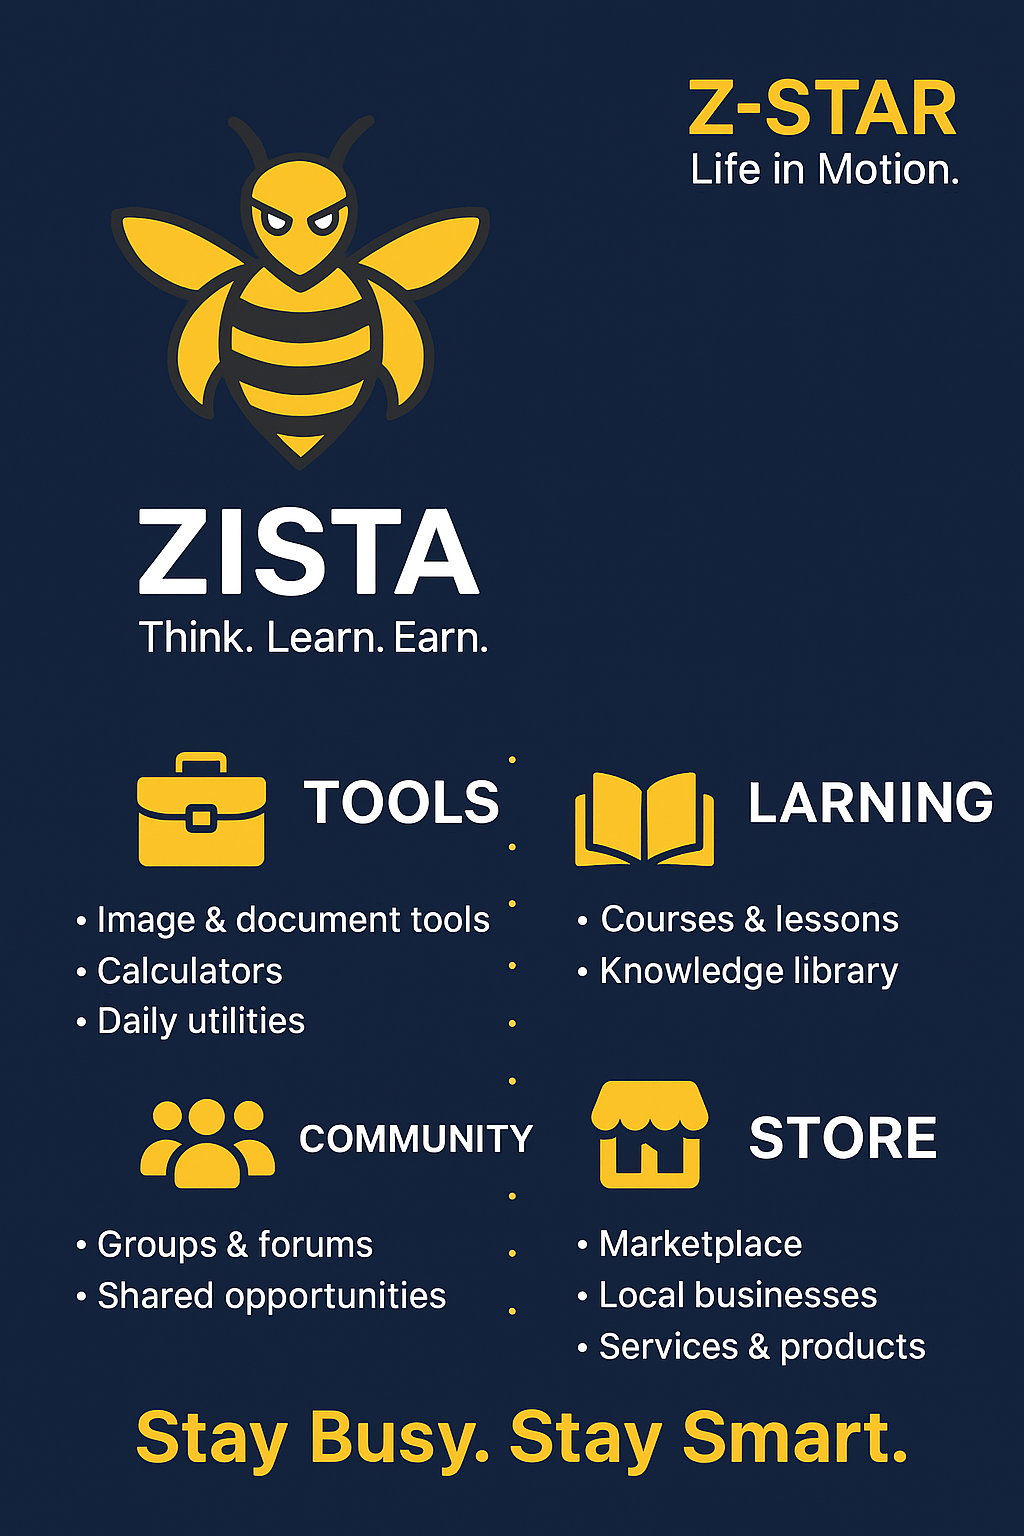 Z-STAR
Life in Motion.
ZISTA
Think. Learn. Earn.
TOOLS
• Image & document tools
• Calculators
• Daily utilities
LARNING
• Courses & lessons
• Knowledge library
COMMUNITY
• Groups & forums
• Shared opportunities
STORE
• Marketplace
• Local businesses
• Services & products
Stay Busy. Stay Smart.